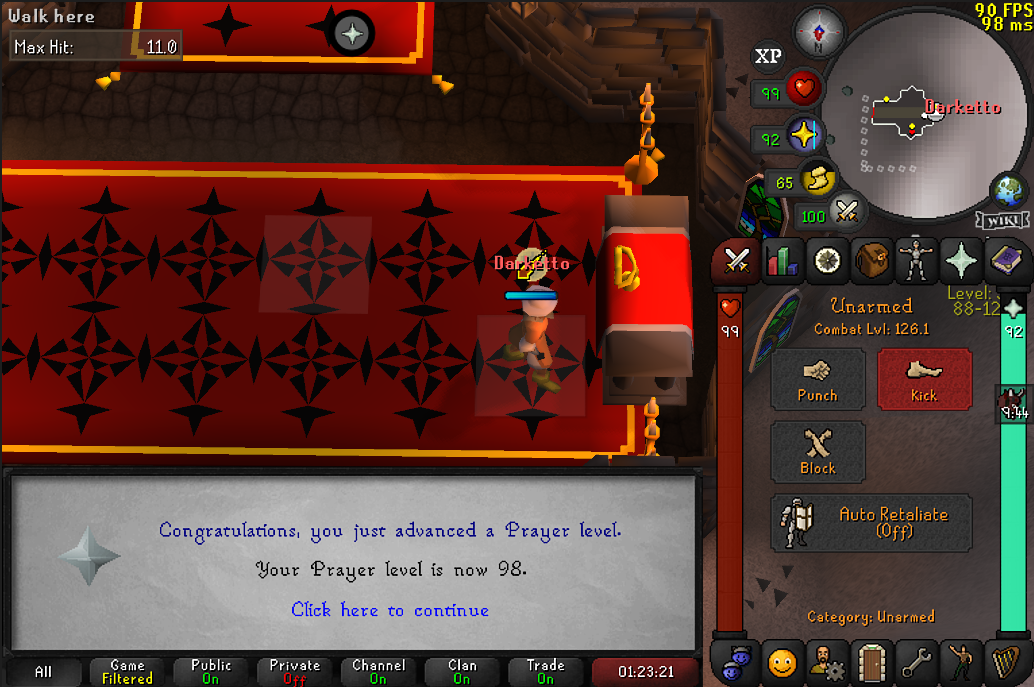 Walk here
Max Hit: 11.0
90 FPS
98 ms
XP
99
92
65
100
N
Darketto
WIKI
Darketto
Level:
88-12
99
92
Unarmed
Combat Lvl: 126.1
Punch
Kick
Block
9:44
Auto Retaliate
(Off)
Category: Unarmed
Congratulations, you just advanced a Prayer level.
Your Prayer level is now 98.
Click here to continue
All
Game
Filtered
Public
On
Private
Off
Channel
On
Clan
On
Trade
On
01:23:21